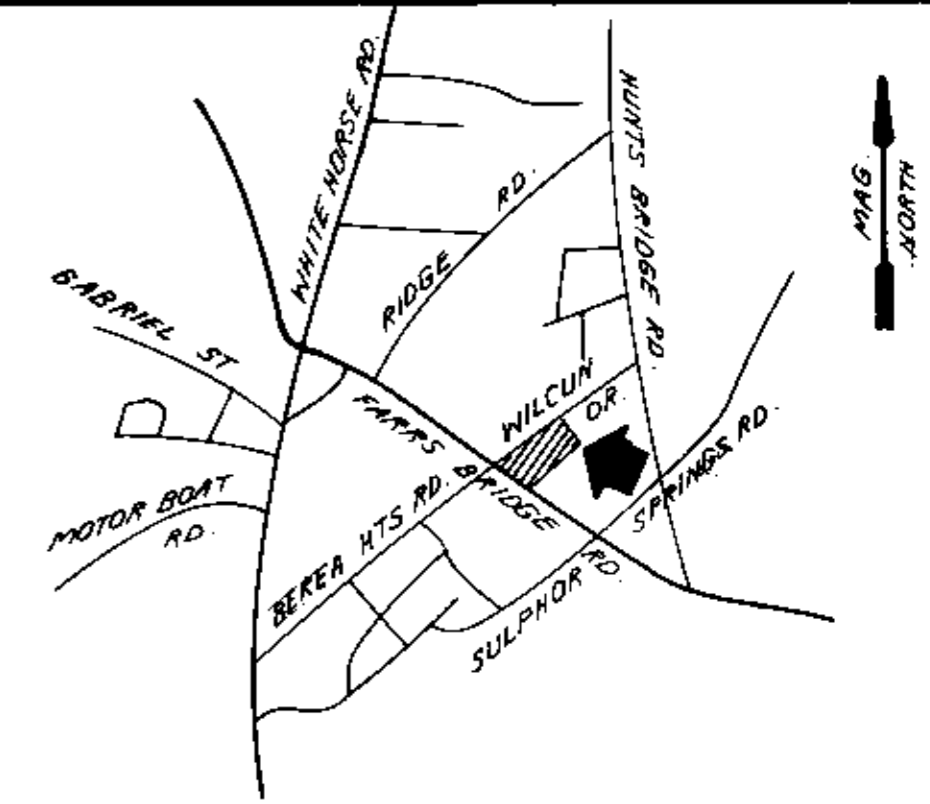 WHITE HORSE RD.
HUNTS BRIDGE RD.
MAG.
NORTH
RIDGE RD.
GABRIEL ST
WILCUN DR.
FARRS BRIDGE RD.
SPRINGS RD.
MOTOR BOAT
RD.
BEREA HTS RD.
SULPHOR